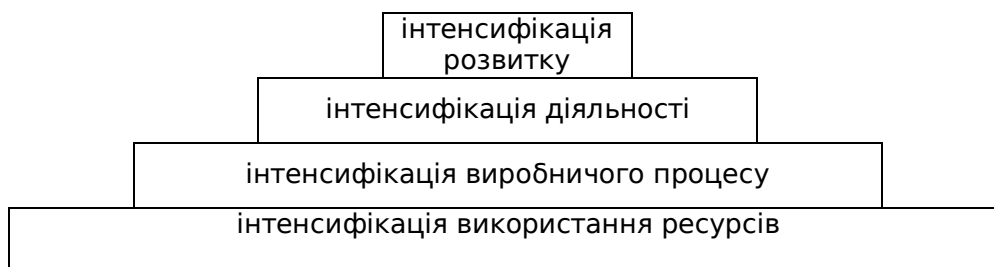 інтенсифікація
розвитку
інтенсифікація діяльності
інтенсифікація виробничого процесу
інтенсифікація використання ресурсів